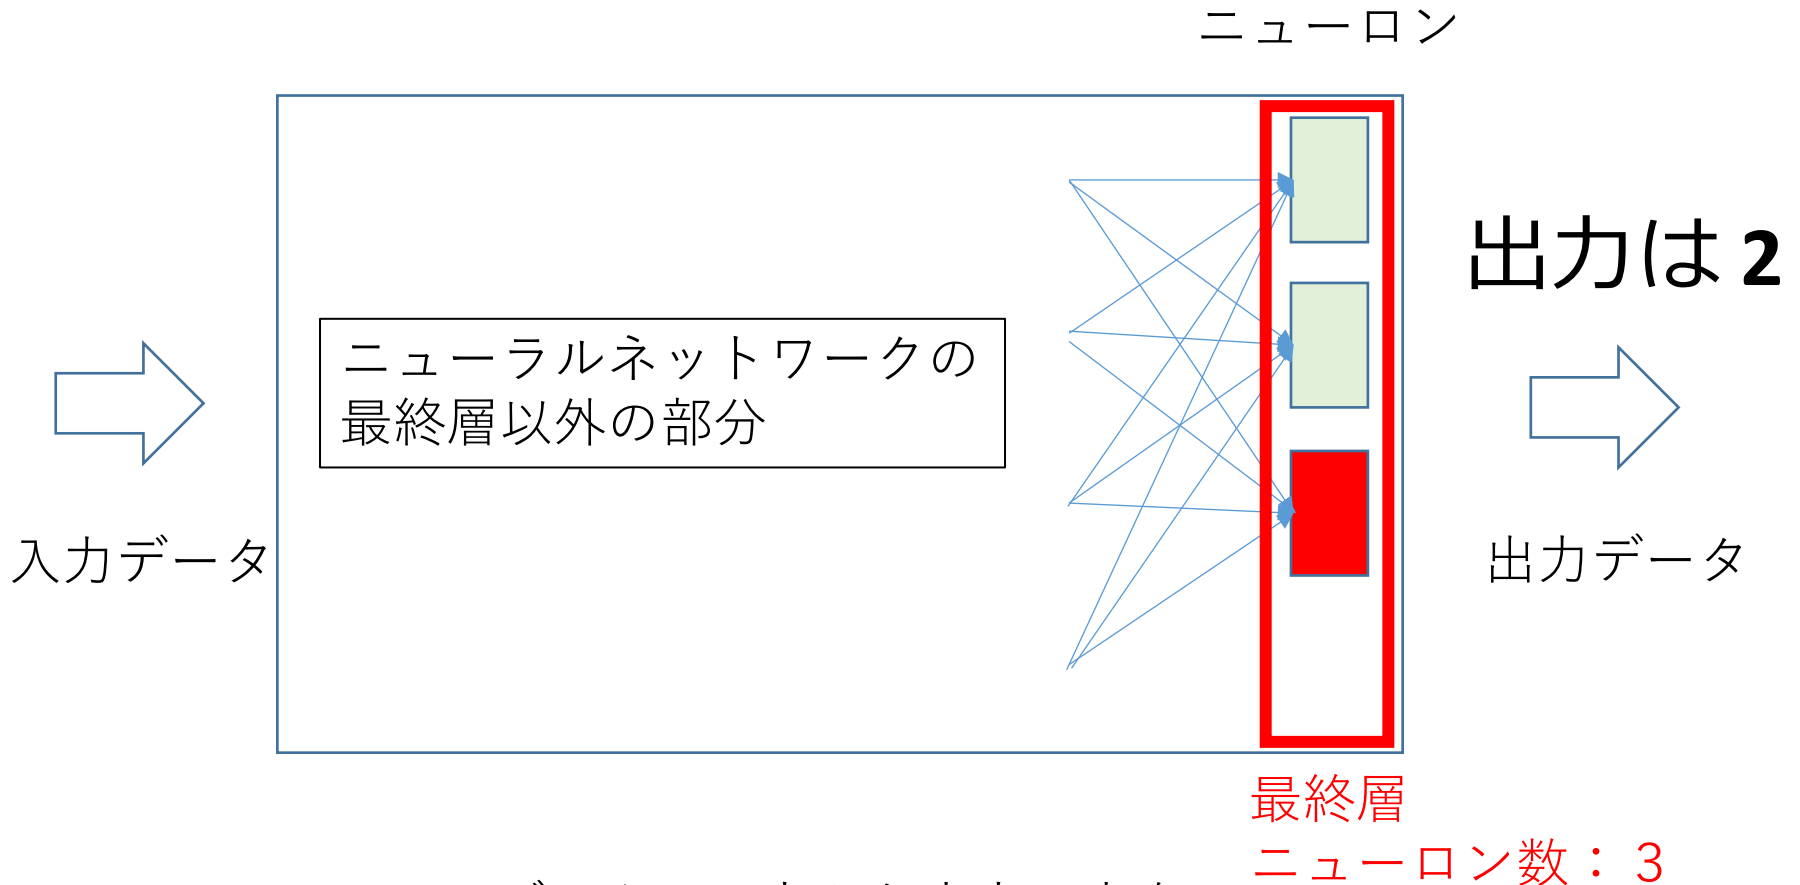 ニューロン
出力は 2
ニューラルネットワークの
最終層以外の部分
入力データ
出力データ
最終層
ニューロン数：３